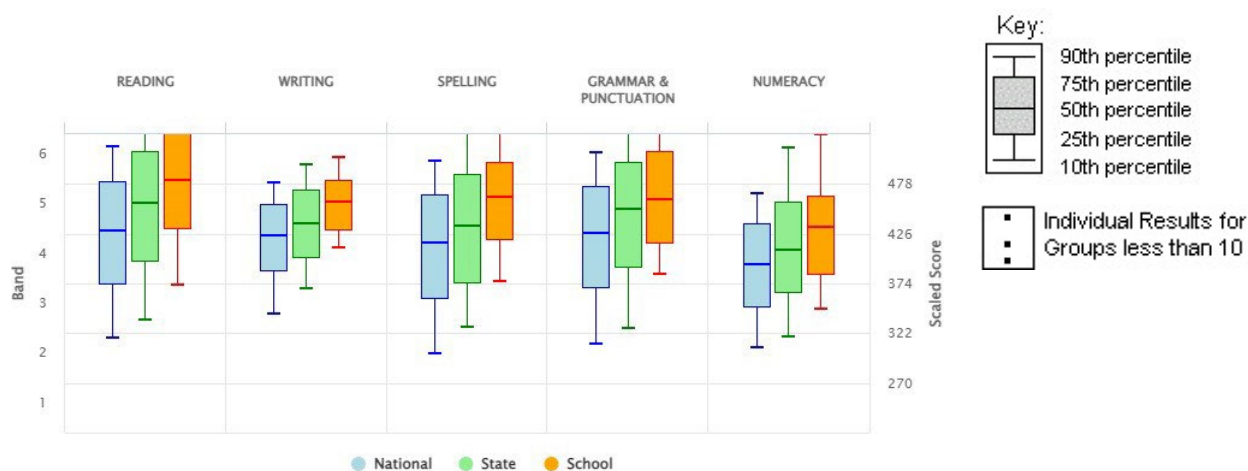 Key:
90th percentile
75th percentile
50th percentile
25th percentile
10th percentile
Individual Results for
Groups less than 10
READING
WRITING
SPELLING
GRAMMAR &
PUNCTUATION
NUMERACY
Band
6
5
4
3
2
1
478
426
374
322
270
Scaled Score
National
State
School